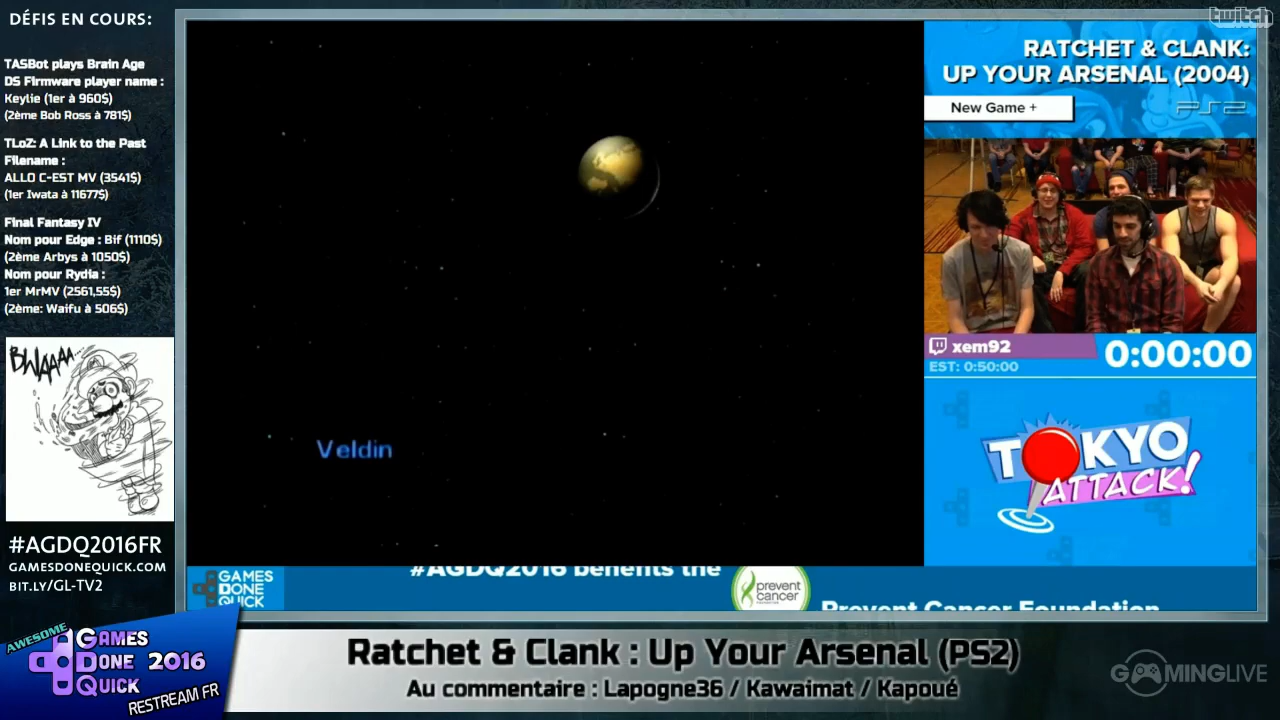 DÉFIS EN COURS:
TASBot plays Brain Age
DS Firmware player name :
Keylie (1er à 960$)
(2ème Bob Ross à 781$)
TLoZ: A Link to the Past
Filename :
ALLO C-EST MV (3541$)
(1er Iwata à 11677$)
Final Fantasy IV
Nom pour Edge : Bif (1110$)
(2ème Arbys à 1050$)
Nom pour Rydia :
1er MrMV (2561,55$)
(2ème: Waifu à 506$)
BWAAAA...
#AGDQ2016FR
GAMESDONEQUICK.COM
BIT.LY/GL-TV2
Veldin
twitch
RATCHET & CLANK:
UP YOUR ARSENAL (2004)
New Game +
PS2
xem92
0:00:00
EST: 0:50:00
TOKYO
ATTACK!
GAMES
DONE
QUICK
#AGDQ2016 benefits the
prevent
cancer
Prevent Cancer Foundation
AWESOME
GAMES
DONE 2016
QUICK
RESTREAM FR
Ratchet & Clank : Up Your Arsenal (PS2)
Au commentaire : Lapogne36 / Kawaimat / Kapoué
GAMINGLIVE